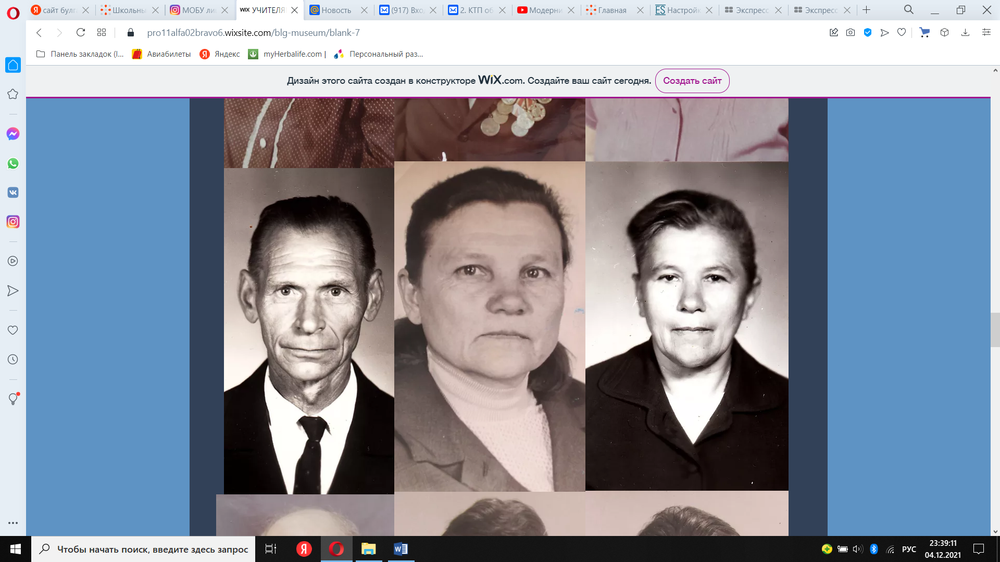 сайт булга
Школьны
МОБУ ли
WiX УЧИТЕЛЯ
Новость
(917) Вхо
2. КТП об
Модерни
Главная
ES Настройк
Экспресс
Экспресс
pro11alfa02bravo6.wixsite.com/blg-museum/blank-7
Панель закладок (I...
Авиабилеты
Яндекс
myHerbalife.com |
Персональный раз...
Дизайн этого сайта создан в конструкторе WiX.com. Создайте ваш сайт сегодня.
Создать сайт
Чтобы начать поиск, введите здесь запрос
РУС
23:39:11
04.12.2021